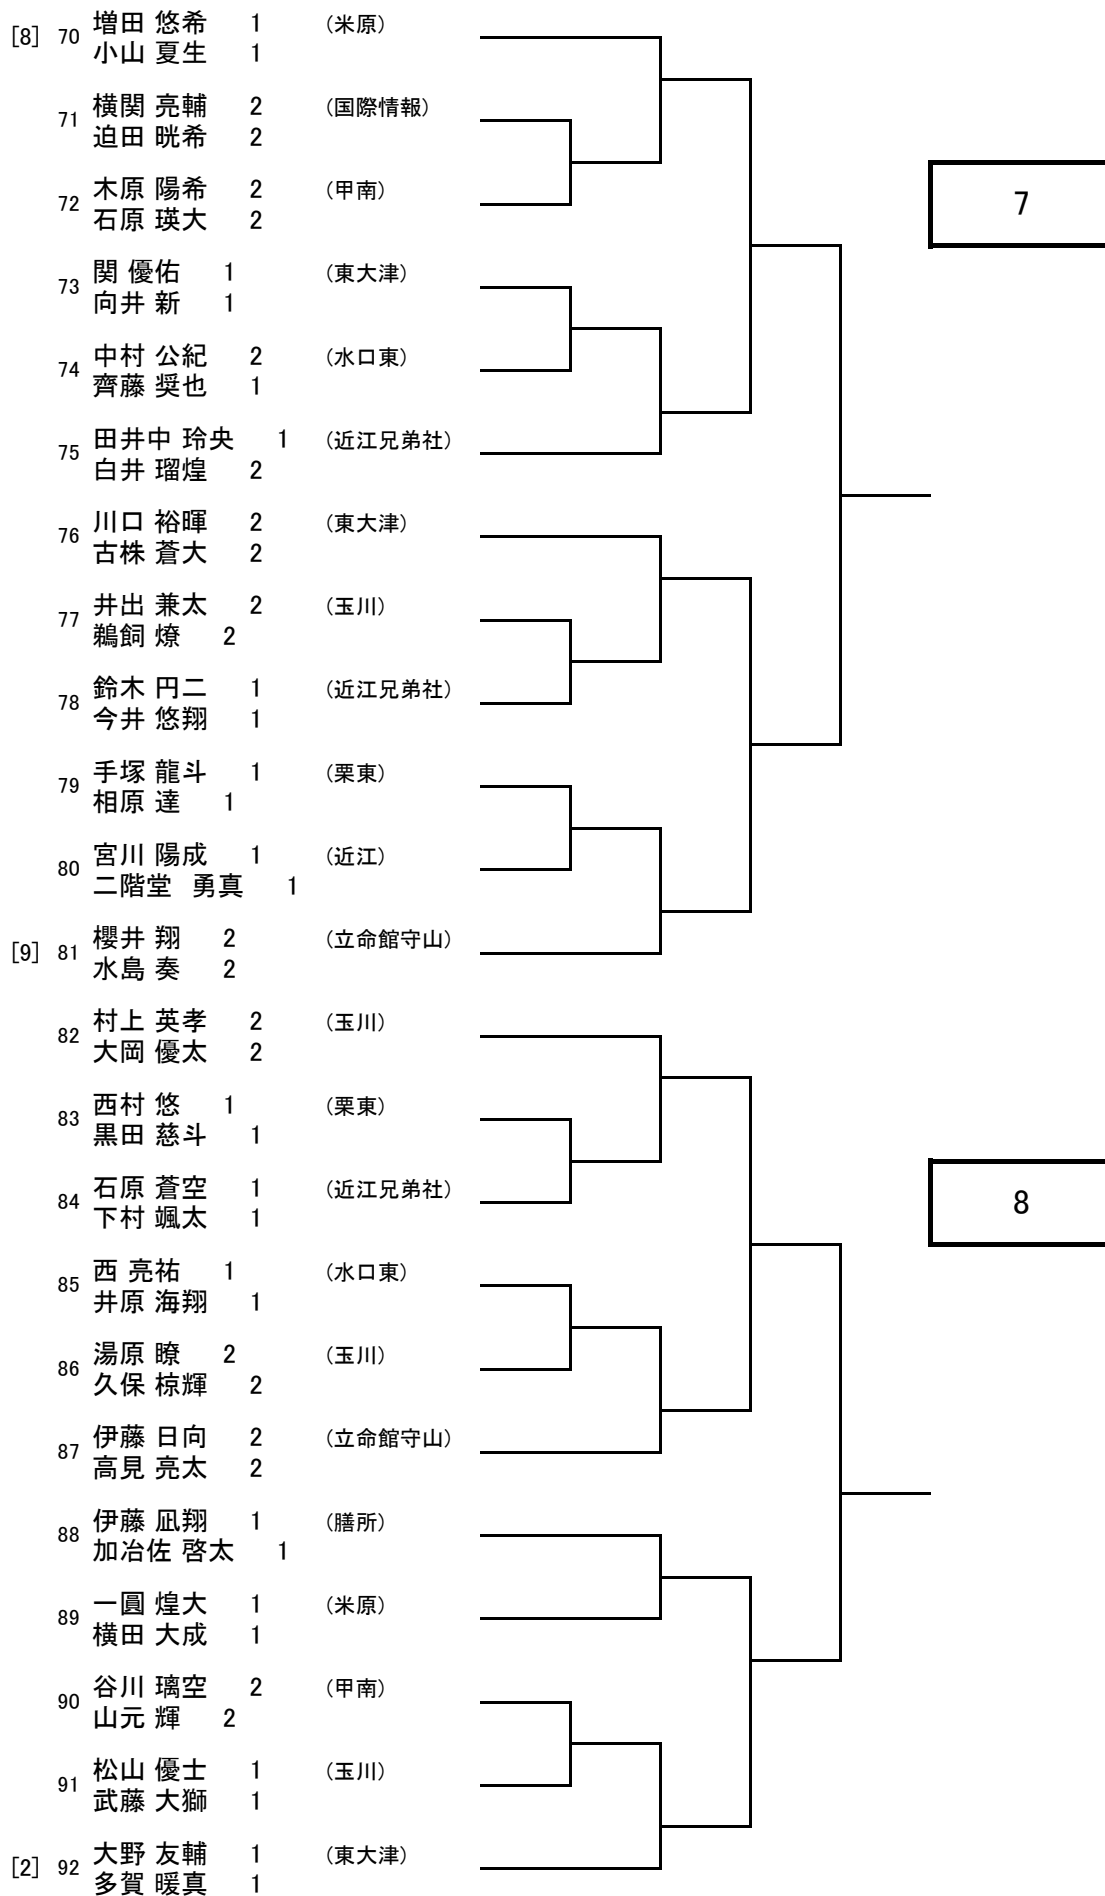 [8] 70 増田 悠希 1 (米原)
小山 夏生 1
71 横関 亮輔 2 (国際情報)
迫田 晄希 2
7
72 木原 陽希 2 (甲南)
石原 瑛大 2
73 関 優佑 1 (東大津)
向井 新 1
74 中村 公紀 2 (水口東)
齊藤 奨也 1
75 田井中 玲央 1 (近江兄弟社)
白井 瑠煌 2
76 川口 裕暉 2 (東大津)
古株 蒼大 2
77 井出 兼太 2 (玉川)
鵜飼 燎 2
78 鈴木 円二 1 (近江兄弟社)
今井 悠翔 1
79 手塚 龍斗 1 (栗東)
相原 達 1
80 宮川 陽成 1 (近江)
二階堂 勇真 1
[9] 81 櫻井 翔 2 (立命館守山)
水島 奏 2
82 村上 英孝 2 (玉川)
大岡 優太 2
83 西村 悠 1 (栗東)
黒田 慈斗 1
84 石原 蒼空 1 (近江兄弟社)
下村 颯太 1
8
85 西 亮祐 1 (水口東)
井原 海翔 1
86 湯原 瞭 2 (玉川)
久保 椋輝 2
87 伊藤 日向 2 (立命館守山)
高見 亮太 2
88 伊藤 凪翔 1 (膳所)
加冶佐 啓太 1
89 一圓 煌大 1 (米原)
横田 大成 1
90 谷川 璃空 2 (甲南)
山元 輝 2
91 松山 優士 1 (玉川)
武藤 大獅 1
[2] 92 大野 友輔 1 (東大津)
多賀 暖真 1